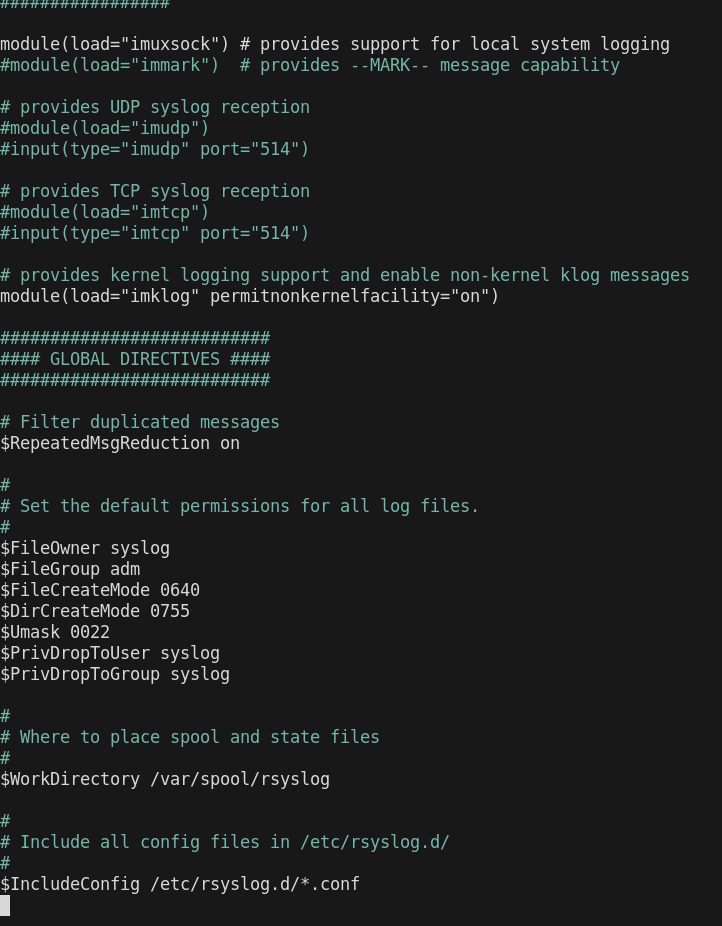 #################
module(load="imuxsock") # provides support for local system logging
#module(load="immark")  # provides --MARK-- message capability
# provides UDP syslog reception
#module(load="imudp")
#input(type="imudp" port="514")
# provides TCP syslog reception
#module(load="imtcp")
#input(type="imtcp" port="514")
# provides kernel logging support and enable non-kernel klog messages
module(load="imklog" permitnonkernelfacility="on")
###########################
#### GLOBAL DIRECTIVES ####
###########################
# Filter duplicated messages
$RepeatedMsgReduction on
#
# Set the default permissions for all log files.
#
$FileOwner syslog
$FileGroup adm
$FileCreateMode 0640
$DirCreateMode 0755
$Umask 0022
$PrivDropToUser syslog
$PrivDropToGroup syslog
#
# Where to place spool and state files
#
$WorkDirectory /var/spool/rsyslog
#
# Include all config files in /etc/rsyslog.d/
#
$IncludeConfig /etc/rsyslog.d/*.conf